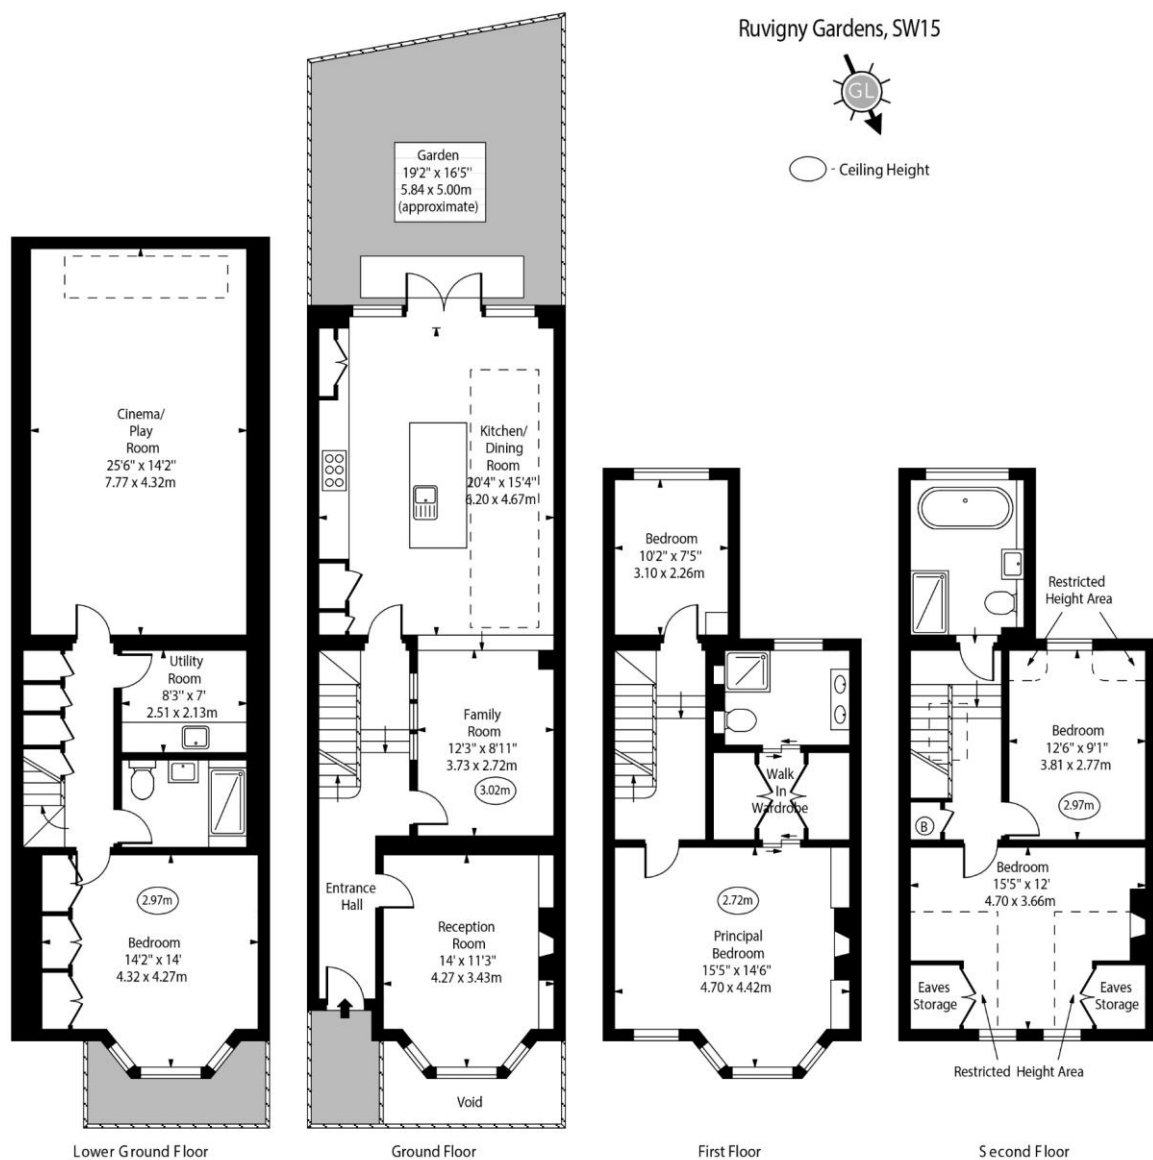 Ruvigny Gardens, SW15
GL
- Ceiling Height
Garden
19'2" x 16'5"
5.84 x 5.00m
(approximate)
Cinema/
Play
Room
25'6" x 14'2"
7.77 x 4.32m
Utility
Room
8'3" x 7'
2.51 x 2.13m
2.97m
Bedroom
14'2" x 14'
4.32 x 4.27m
Lower Ground Floor
Kitchen/
Dining
Room
20'4" x 15'4"
6.20 x 4.67m
Family
Room
12'3" x 8'11"
3.73 x 2.72m
3.02m
Entrance
Hall
Reception
Room
14' x 11'3"
4.27 x 3.43m
Void
Ground Floor
Bedroom
10'2" x 7'5"
3.10 x 2.26m
Walk
In
Wardrobe
2.72m
Principal
Bedroom
15'5" x 14'6"
4.70 x 4.42m
First Floor
Restricted
Height Area
Bedroom
12'6" x 9'1"
3.81 x 2.77m
2.97m
B
Bedroom
15'5" x 12'
4.70 x 3.66m
Eaves
Storage
Eaves
Storage
Restricted Height Area
Second Floor